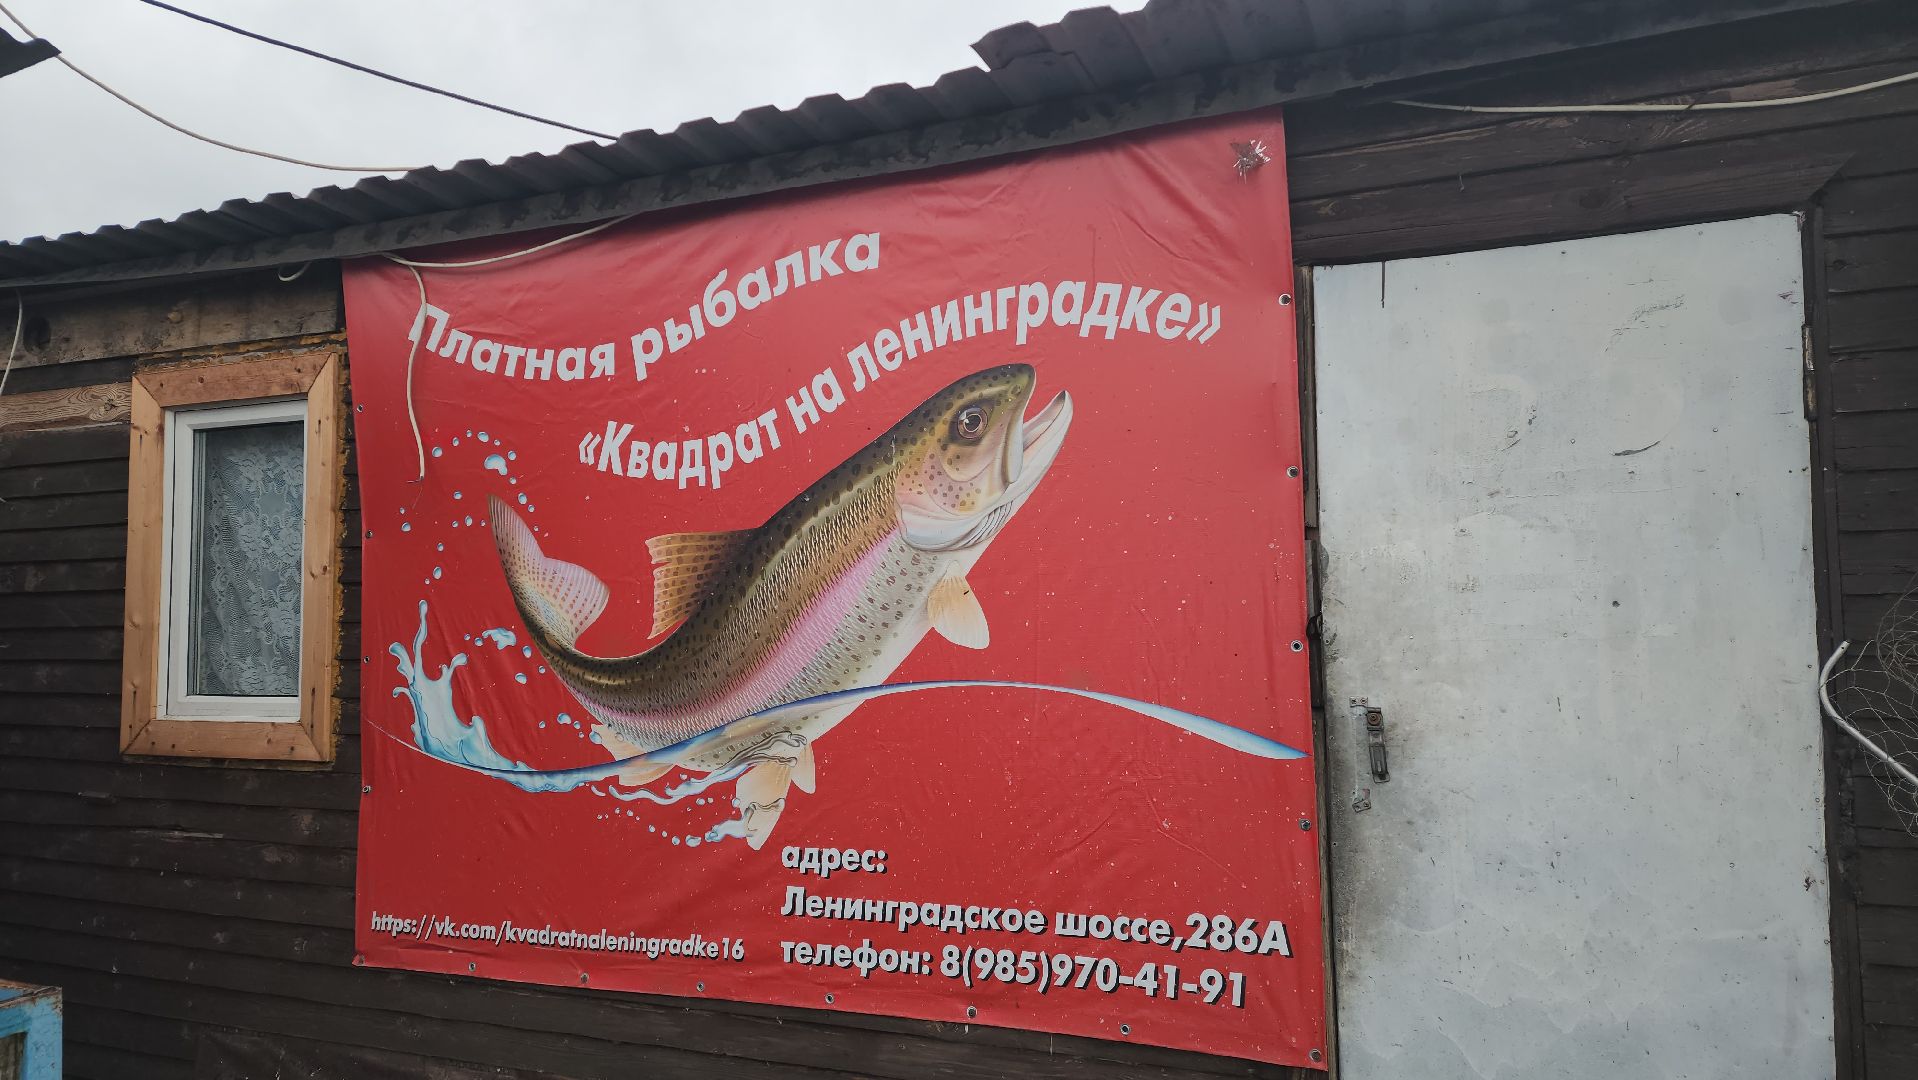 Платная рыбалка
«Квадрат на ленинградке»
адрес:
Ленинградское шоссе,286А
телефон: 8(985)970-41-91
https://vk.com/kvadratnaleningradke16